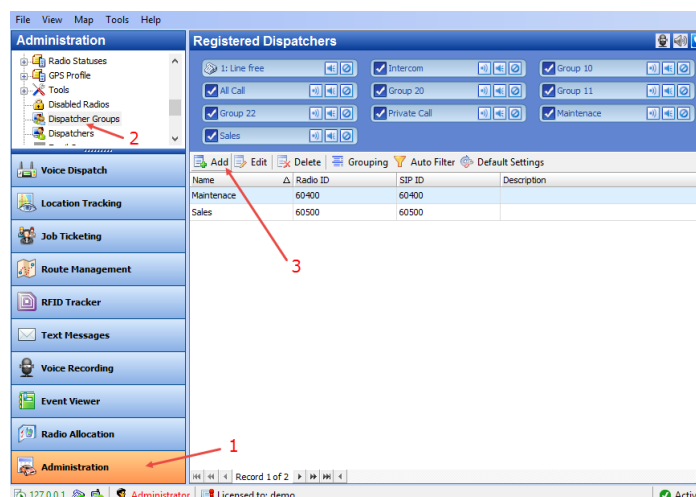 File View Map Tools Help
Administration
Registered Dispatchers
Radio Statuses
GPS Profile
Tools
Disabled Radios
Dispatcher Groups
Dispatchers
2
1: Line free
Intercom
Group 10
All Call
Group 20
Group 11
Group 22
Private Call
Maintenace
Sales
Add Edit Delete Grouping Auto Filter Default Settings
Name Radio ID SIP ID Description
Maintenace 60400 60400
Sales 60500 60500
3
Voice Dispatch
Location Tracking
Job Ticketing
Route Management
RFID Tracker
Text Messages
Voice Recording
Event Viewer
Radio Allocation
1
Administration
Record 1 of 2
127.0.0.1 Administrator Licensed to: demo Activ